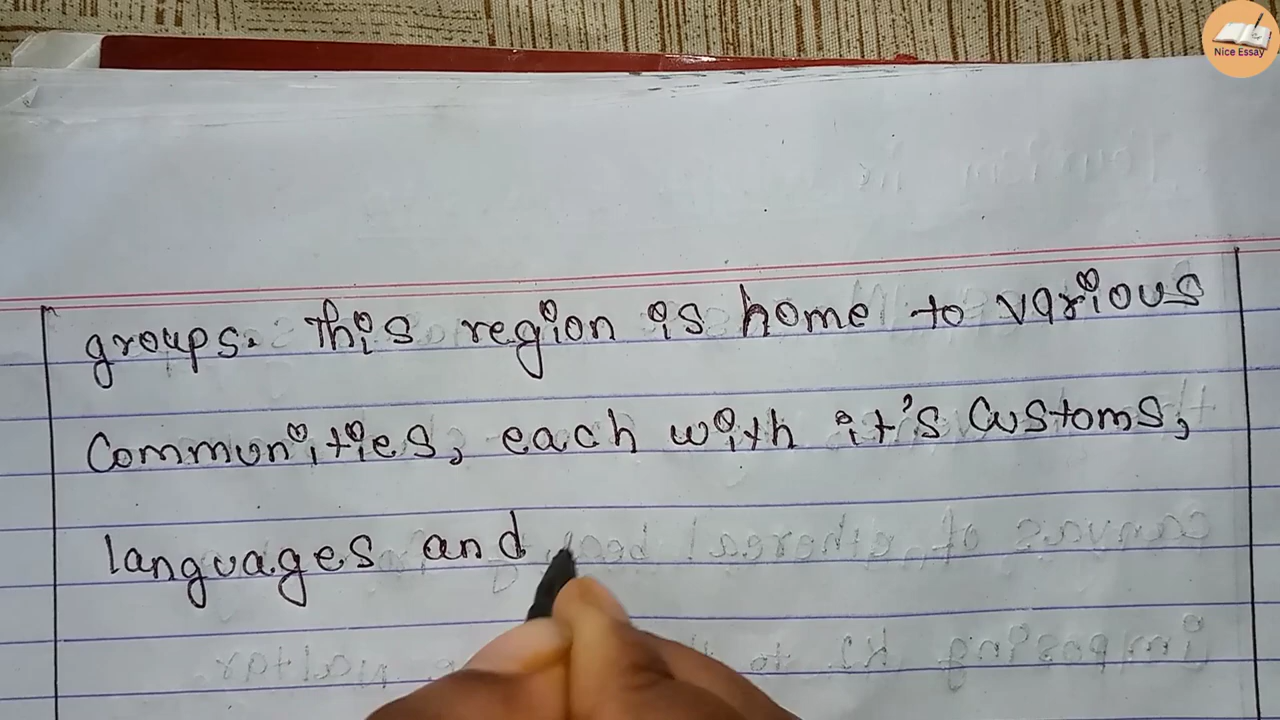 Nice Essay
groups. This region is home to various
Communities, each with it's Customs,
languages and